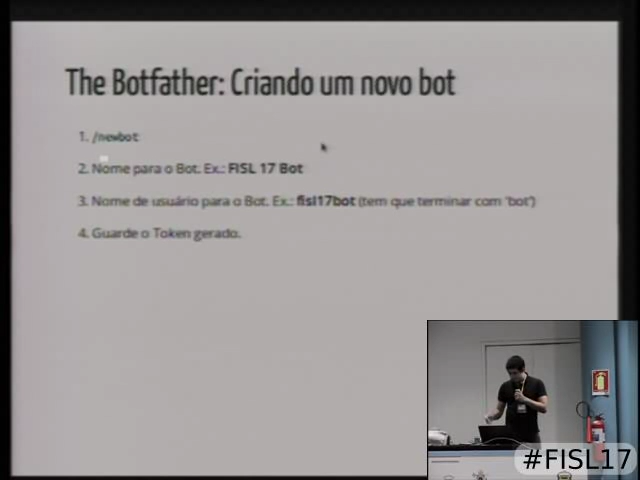 The Botfather: Criando um novo bot
1. /newbot
2. Nome para o Bot. Ex.: FISL 17 Bot
3. Nome de usuário para o Bot. Ex.: fisl17bot (tem que terminar com 'bot')
4. Guarde o Token gerado.
#FISL17